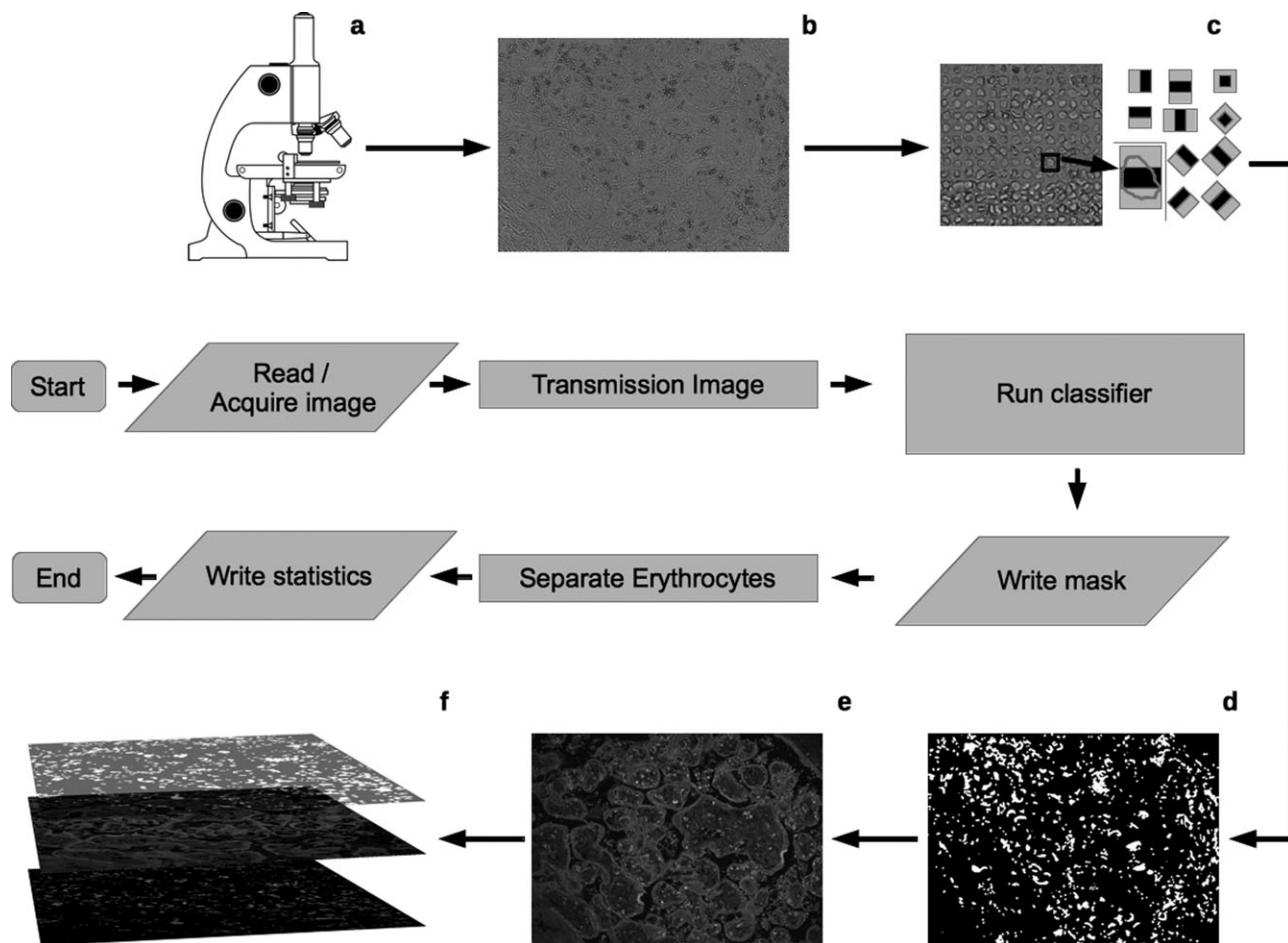 a
b
c
Start
Read /
Acquire image
Transmission Image
Run classifier
End
Write statistics
Separate Erythrocytes
Write mask
f
e
d